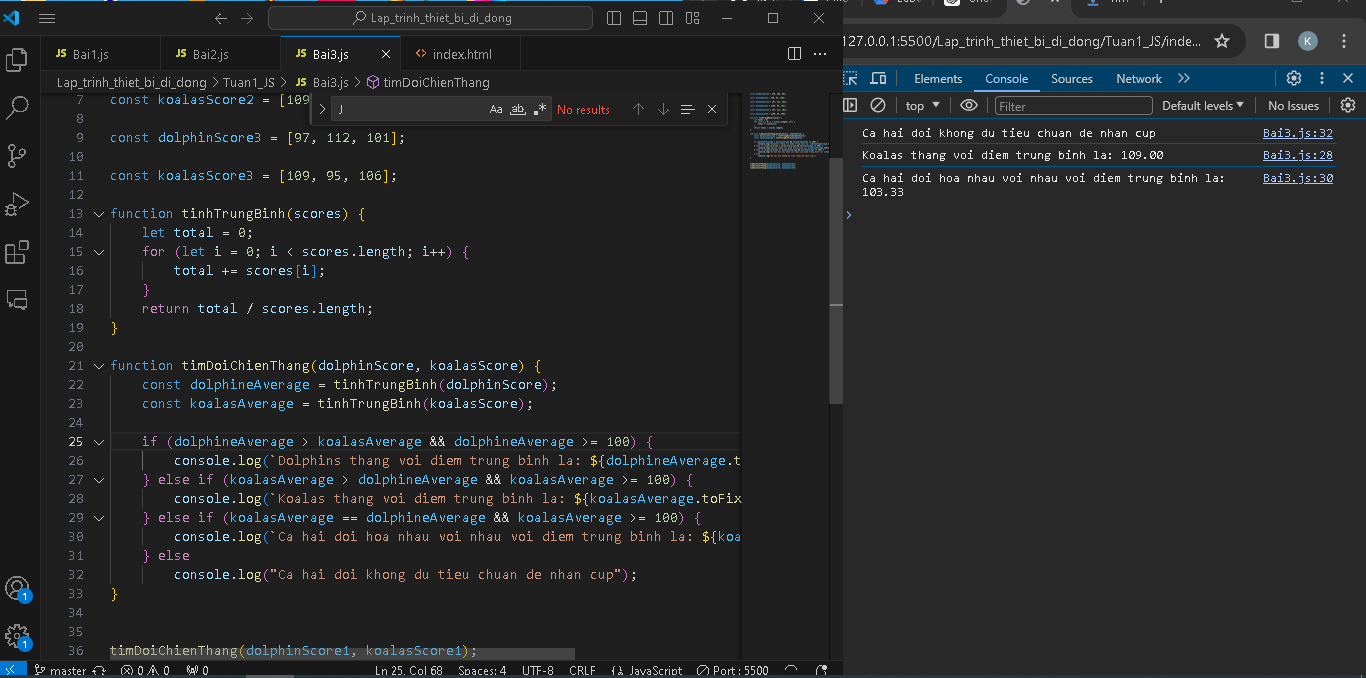 Lap_trinh_thiet_bi_di_dong
JS Bai1.js
JS Bai2.js
JS Bai3.js
<> index.html
Lap_trinh_thiet_bi_di_dong > Tuan1_JS > JS Bai3.js > timDoiChienThang
J
Aa
ab
.*
No results
7 const koalasScore2 = [109
8
9 const dolphinScore3 = [97, 112, 101];
10
11 const koalasScore3 = [109, 95, 106];
12
13 function tinhTrungBinh(scores) {
14 let total = 0;
15 for (let i = 0; i < scores.length; i++) {
16 total += scores[i];
17 }
18 return total / scores.length;
19 }
20
21 function timDoiChienThang(dolphinScore, koalasScore) {
22 const dolphineAverage = tinhTrungBinh(dolphinScore);
23 const koalasAverage = tinhTrungBinh(koalasScore);
24
25 if (dolphineAverage > koalasAverage && dolphineAverage >= 100) {
26 console.log(`Dolphins thang voi diem trung binh la: ${dolphineAverage.t
27 } else if (koalasAverage > dolphineAverage && koalasAverage >= 100) {
28 console.log(`Koalas thang voi diem trung binh la: ${koalasAverage.toFix
29 } else if (koalasAverage == dolphineAverage && koalasAverage >= 100) {
30 console.log(`Ca hai doi hoa nhau voi nhau voi diem trung binh la: ${koa
31 } else
32 console.log("Ca hai doi khong du tieu chuan de nhan cup");
33 }
34
35
36 timDoiChienThang(dolphinScore1, koalasScore1);
1
1
master
0 0
0
Ln 25, Col 68
Spaces: 4
UTF-8
CRLF
{} JavaScript
Port : 5500
127.0.0.1:5500/Lap_trinh_thiet_bi_di_dong/Tuan1_JS/inde...
K
Elements
Console
Sources
Network
top
Filter
Default levels
No Issues
Ca hai doi khong du tieu chuan de nhan cup Bai3.js:32
Koalas thang voi diem trung binh la: 109.00 Bai3.js:28
Ca hai doi hoa nhau voi nhau voi diem trung binh la: Bai3.js:30
103.33